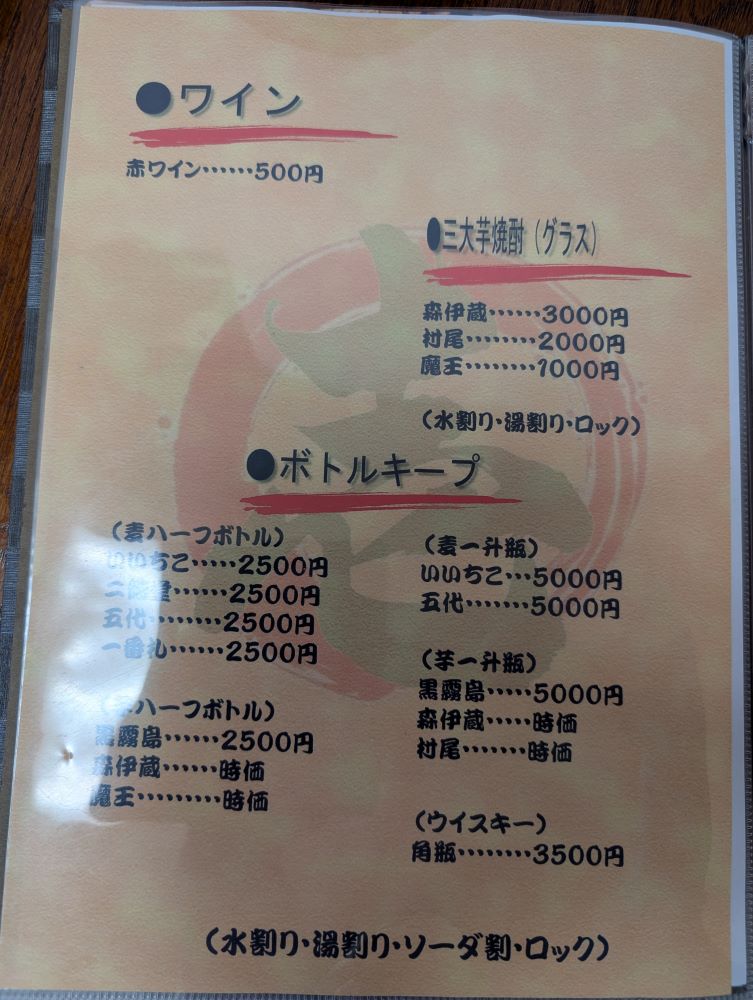 ●ワイン
赤ワイン……500円
●三大芋焼酎（グラス）
森伊蔵……3000円
村尾………2000円
魔王………1000円
（水割り・湯割り・ロック）
●ボトルキープ
（麦ハーフボトル）
いいちこ……2500円
二階堂……2500円
五代………2500円
一番札……2500円
ハーフボトル）
黒霧島……2500円
森伊蔵……時価
魔王………時価
（麦一升瓶）
いいちこ…5000円
五代……5000円
（芋一升瓶）
黒霧島……5000円
森伊蔵……時価
村尾………時価
（ウイスキー）
角瓶………3500円
（水割り・湯割り・ソーダ割・ロック）